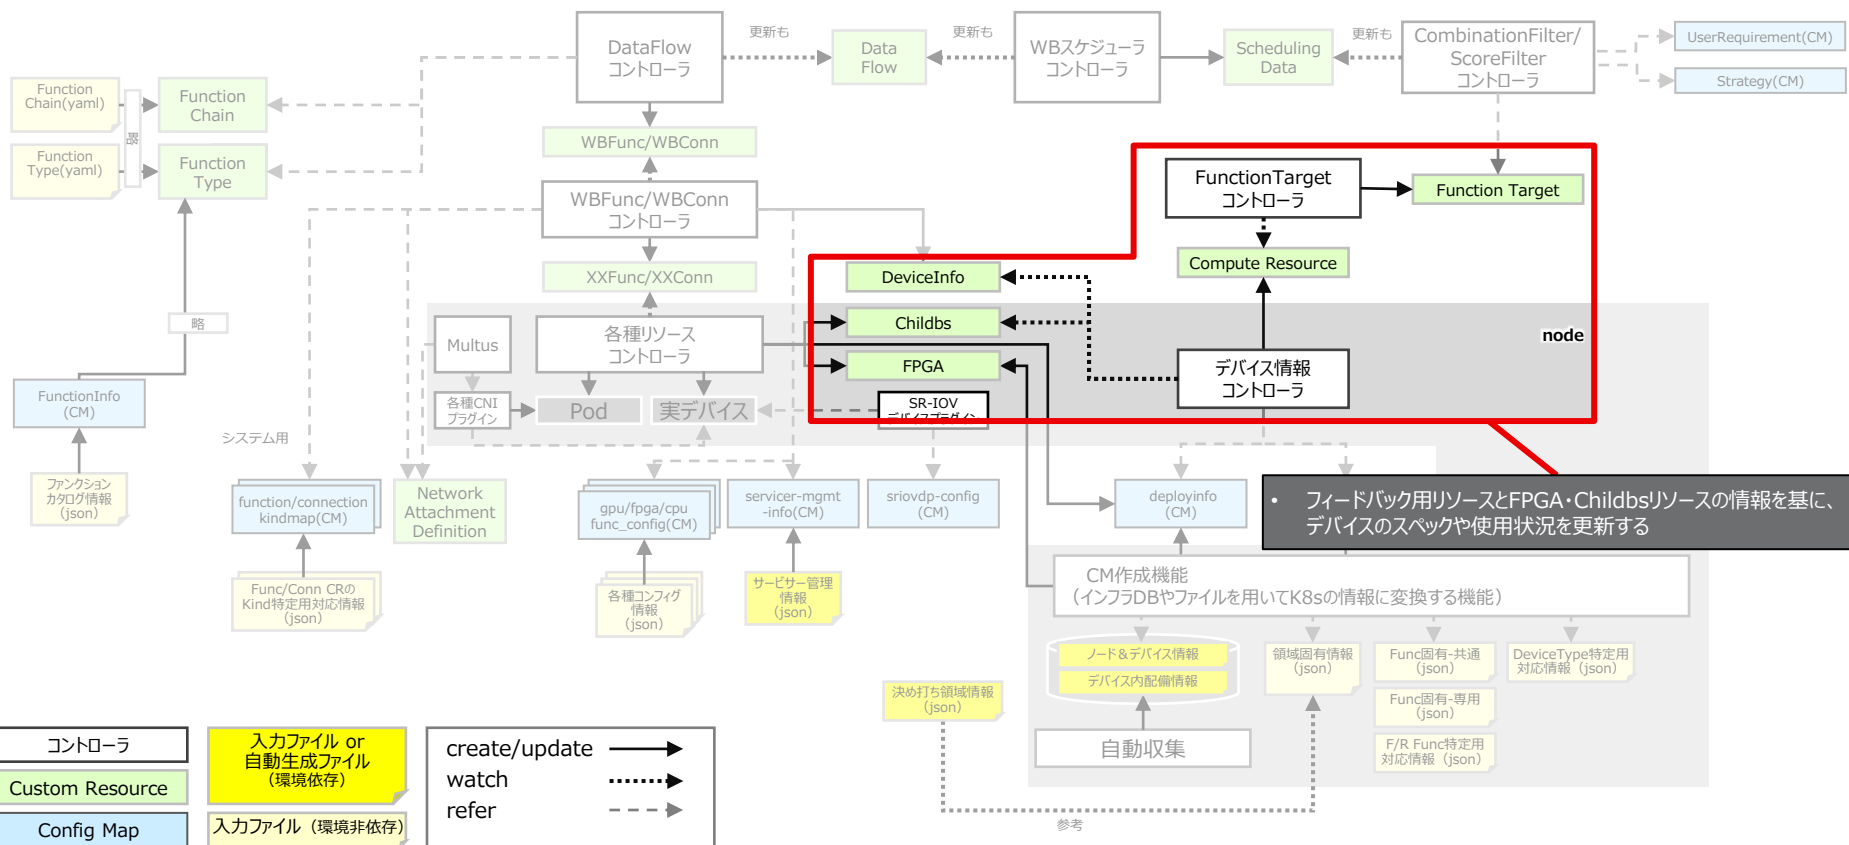 DataFlow
コントローラ
更新も
Data
Flow
更新も
WBスケジューラ
コントローラ
Scheduling
Data
更新も
CombinationFilter/
ScoreFilter
コントローラ
UserRequirement(CM)
Strategy(CM)
Function
Chain(yaml)
Function
Chain
略
Function
Type(yaml)
Function
Type
WBFunc/WBConn
WBFunc/WBConn
コントローラ
XXFunc/XXConn
FunctionTarget
コントローラ
Function Target
Compute Resource
DeviceInfo
Childbs
FPGA
node
デバイス情報
コントローラ
略
Multus
各種リソース
コントローラ
各種CNI
プラグイン
Pod
実デバイス
SR-IOV
デバイスプラグイン
FunctionInfo
(CM)
システム用
ファンクション
カタログ情報
(json)
function/connection
kindmap(CM)
Network
Attachment
Definition
gpu/fpga/cpu
func_config(CM)
servicer-mgmt
-info(CM)
sriovdp-config
(CM)
deployinfo
(CM)
• フィードバック用リソースとFPGA・Childbsリソースの情報を基に、
デバイスのスペックや使用状況を更新する
Func/Conn CRの
Kind特定用対応情報
(json)
各種コンフィグ
情報
(json)
サービサー管理
情報
(json)
CM作成機能
(インフラDBやファイルを用いてK8sの情報に変換する機能)
ノード＆デバイス情報
デバイス内配備情報
領域固有情報
(json)
Func固有-共通
(json)
DeviceType特定用
対応情報 (json)
Func固有-専用
(json)
F/R Func特定用
対応情報 (json)
決め打ち領域情報
(json)
自動収集
参考
コントローラ
Custom Resource
Config Map
入力ファイル or
自動生成ファイル
(環境依存)
入力ファイル (環境非依存)
create/update
watch
refer